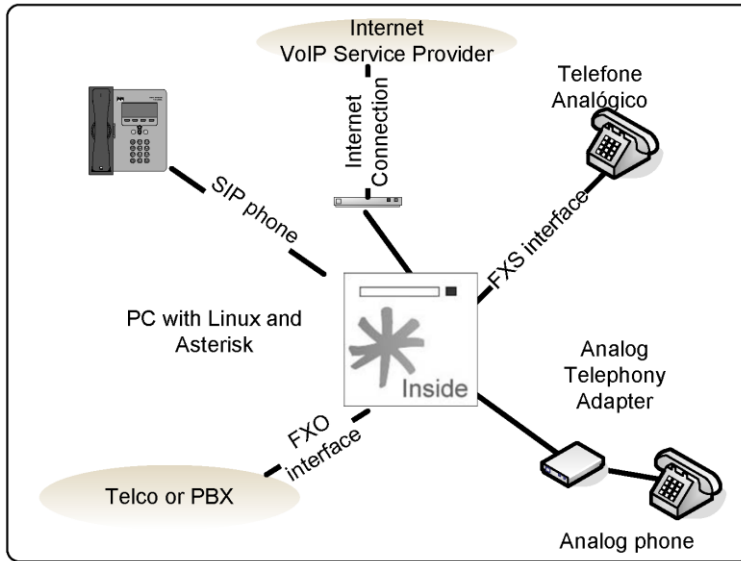 Internet
VoIP Service Provider
Telefone
Analógico
Internet
Connection
SIP phone
FXS interface
PC with Linux and
Asterisk
Inside
Analog
Telephony
Adapter
FXO
interface
Telco or PBX
Analog phone